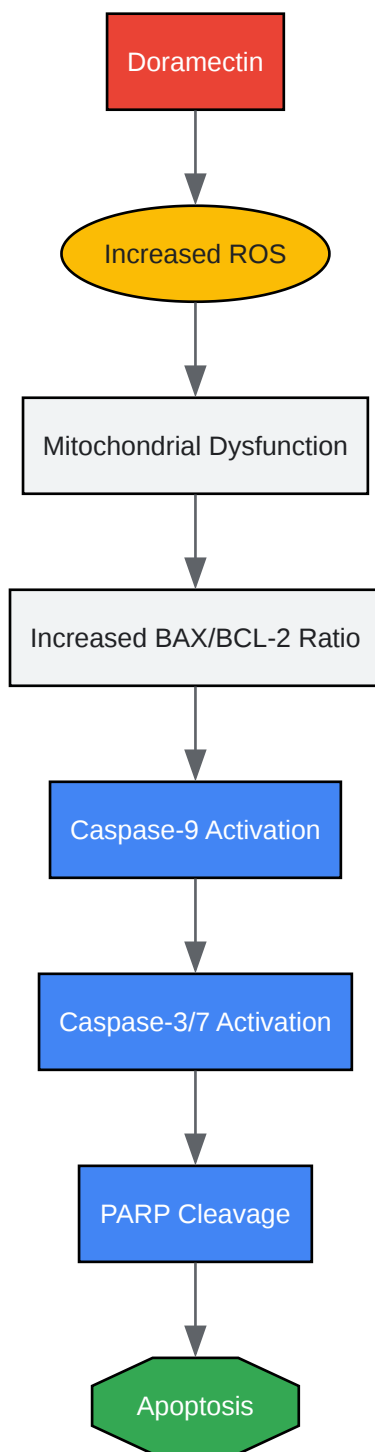 Doramectin
Increased ROS
Mitochondrial Dysfunction
Increased BAX/BCL-2 Ratio
Caspase-9 Activation
Caspase-3/7 Activation
PARP Cleavage
Apoptosis